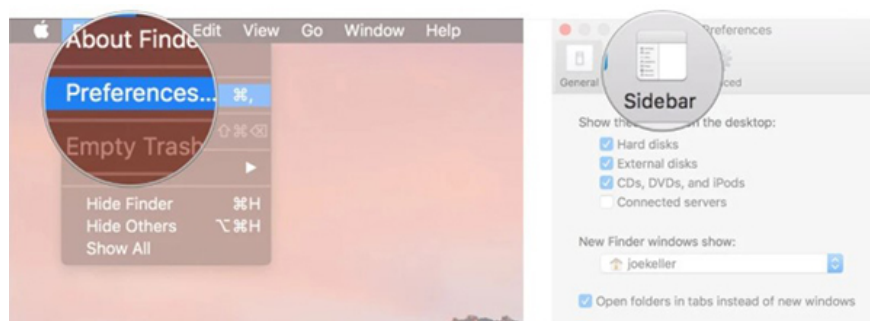 Edit View Go Window Help
About Finde
Preferences... ⌘,
Empty Trash ⇧⌘⌫
Hide Finder ⌘H
Hide Others ⌥⌘H
Show All
Preferences
General
Sidebar
Show the on the desktop:
Hard disks
External disks
CDs, DVDs, and iPods
Connected servers
New Finder windows show:
joekeller
Open folders in tabs instead of new windows